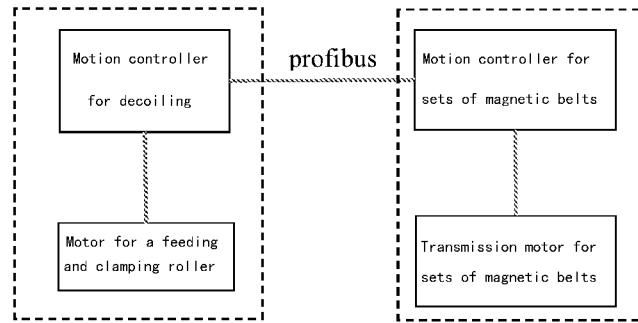 Motion controller
for decoiling
profibus
Motion controller for
sets of magnetic belts
Motor for a feeding
and clamping roller
Transmission motor for
sets of magnetic belts